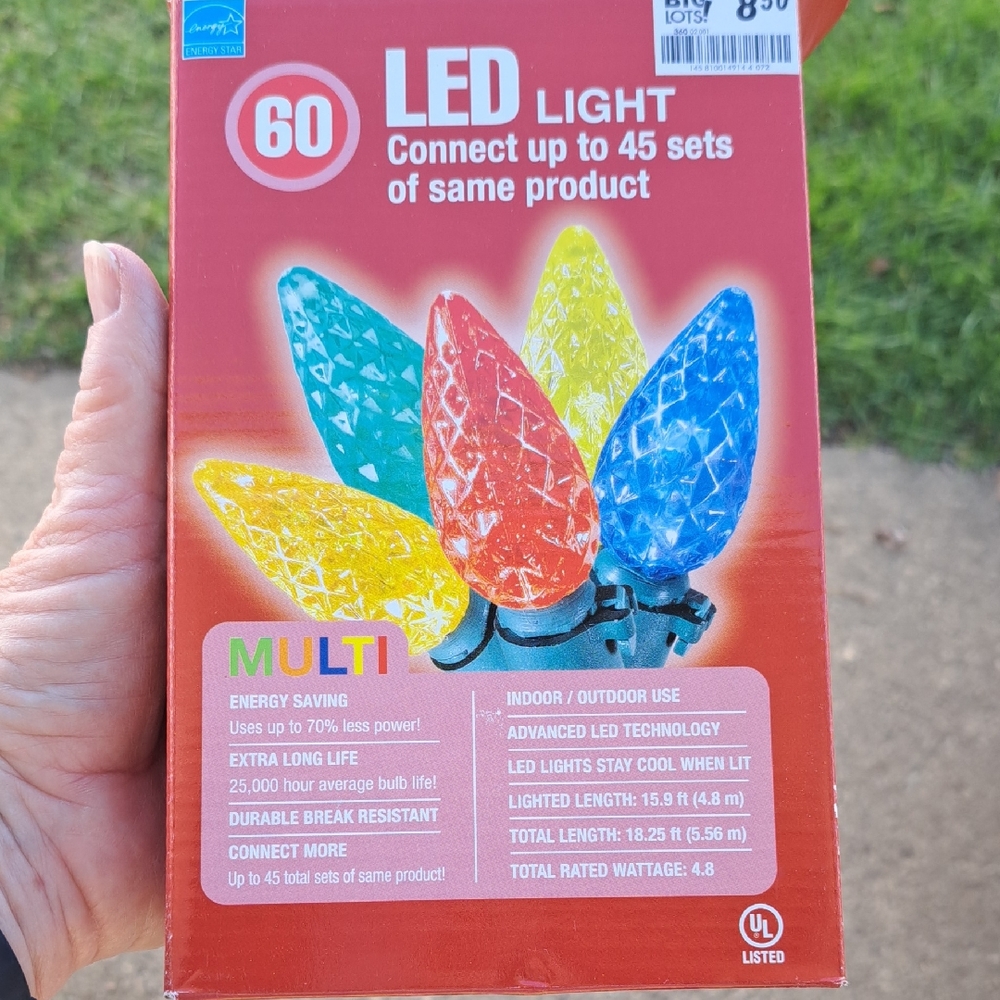 energy
ENERGY STAR
BIG
LOTS!
8⁵⁰
60
LED LIGHT
Connect up to 45 sets
of same product
MULTI
ENERGY SAVING
Uses up to 70% less power!
EXTRA LONG LIFE
25,000 hour average bulb life!
DURABLE BREAK RESISTANT
CONNECT MORE
Up to 45 total sets of same product!
INDOOR / OUTDOOR USE
ADVANCED LED TECHNOLOGY
LED LIGHTS STAY COOL WHEN LIT
LIGHTED LENGTH: 15.9 ft (4.8 m)
TOTAL LENGTH: 18.25 ft (5.56 m)
TOTAL RATED WATTAGE: 4.8
UL
LISTED